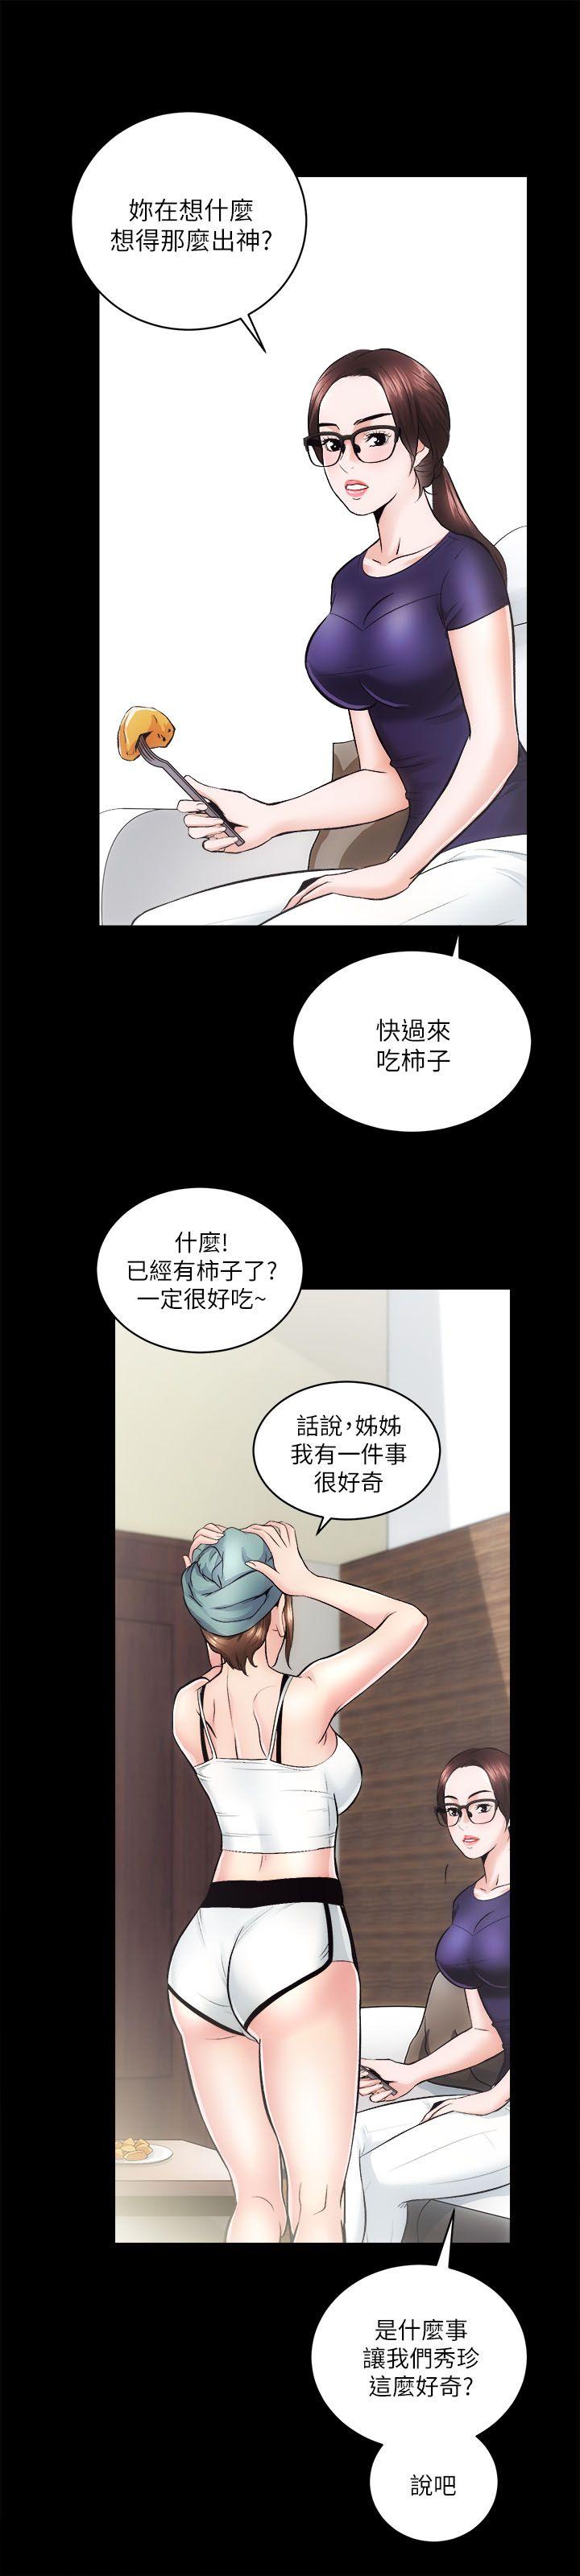 妳在想什麼
想得那麼出神?
快過來
吃柿子
什麼!
已經有柿子了?
一定很好吃~
話說，姊姊
我有一件事
很好奇
是什麼事
讓我們秀珍
這麼好奇?
說吧